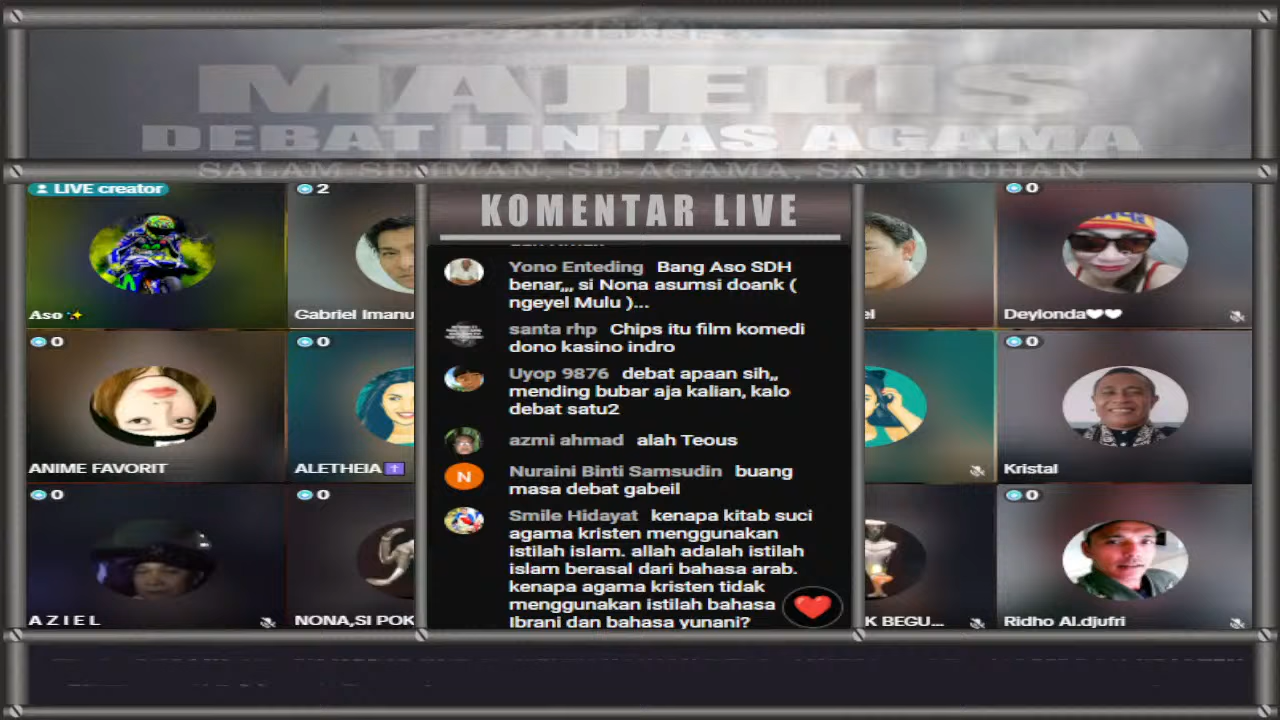 MAJELIS
DEBAT LINTAS AGAMA
SALAM SE-IMAN, SE-AGAMA, SATU TUHAN
LIVE creator
2
0
KOMENTAR LIVE
Aso
Gabriel Imanu
el
Deylonda
0
0
0
ANIME FAVORIT
ALETHEIA
Kristal
0
0
0
A Z I E L
NONA,SI POK
K BEGU...
Ridho Al.djufri
Yono Enteding Bang Aso SDH
benar,,, si Nona asumsi doank (
ngeyel Mulu )...
santa rhp Chips itu film komedi
dono kasino indro
Uyop 9876 debat apaan sih,,
mending bubar aja kalian, kalo
debat satu2
azmi ahmad alah Teous
N
Nuraini Binti Samsudin buang
masa debat gabeil
Smile Hidayat kenapa kitab suci
agama kristen menggunakan
istilah islam. allah adalah istilah
islam berasal dari bahasa arab.
kenapa agama kristen tidak
menggunakan istilah bahasa
Ibrani dan bahasa yunani?